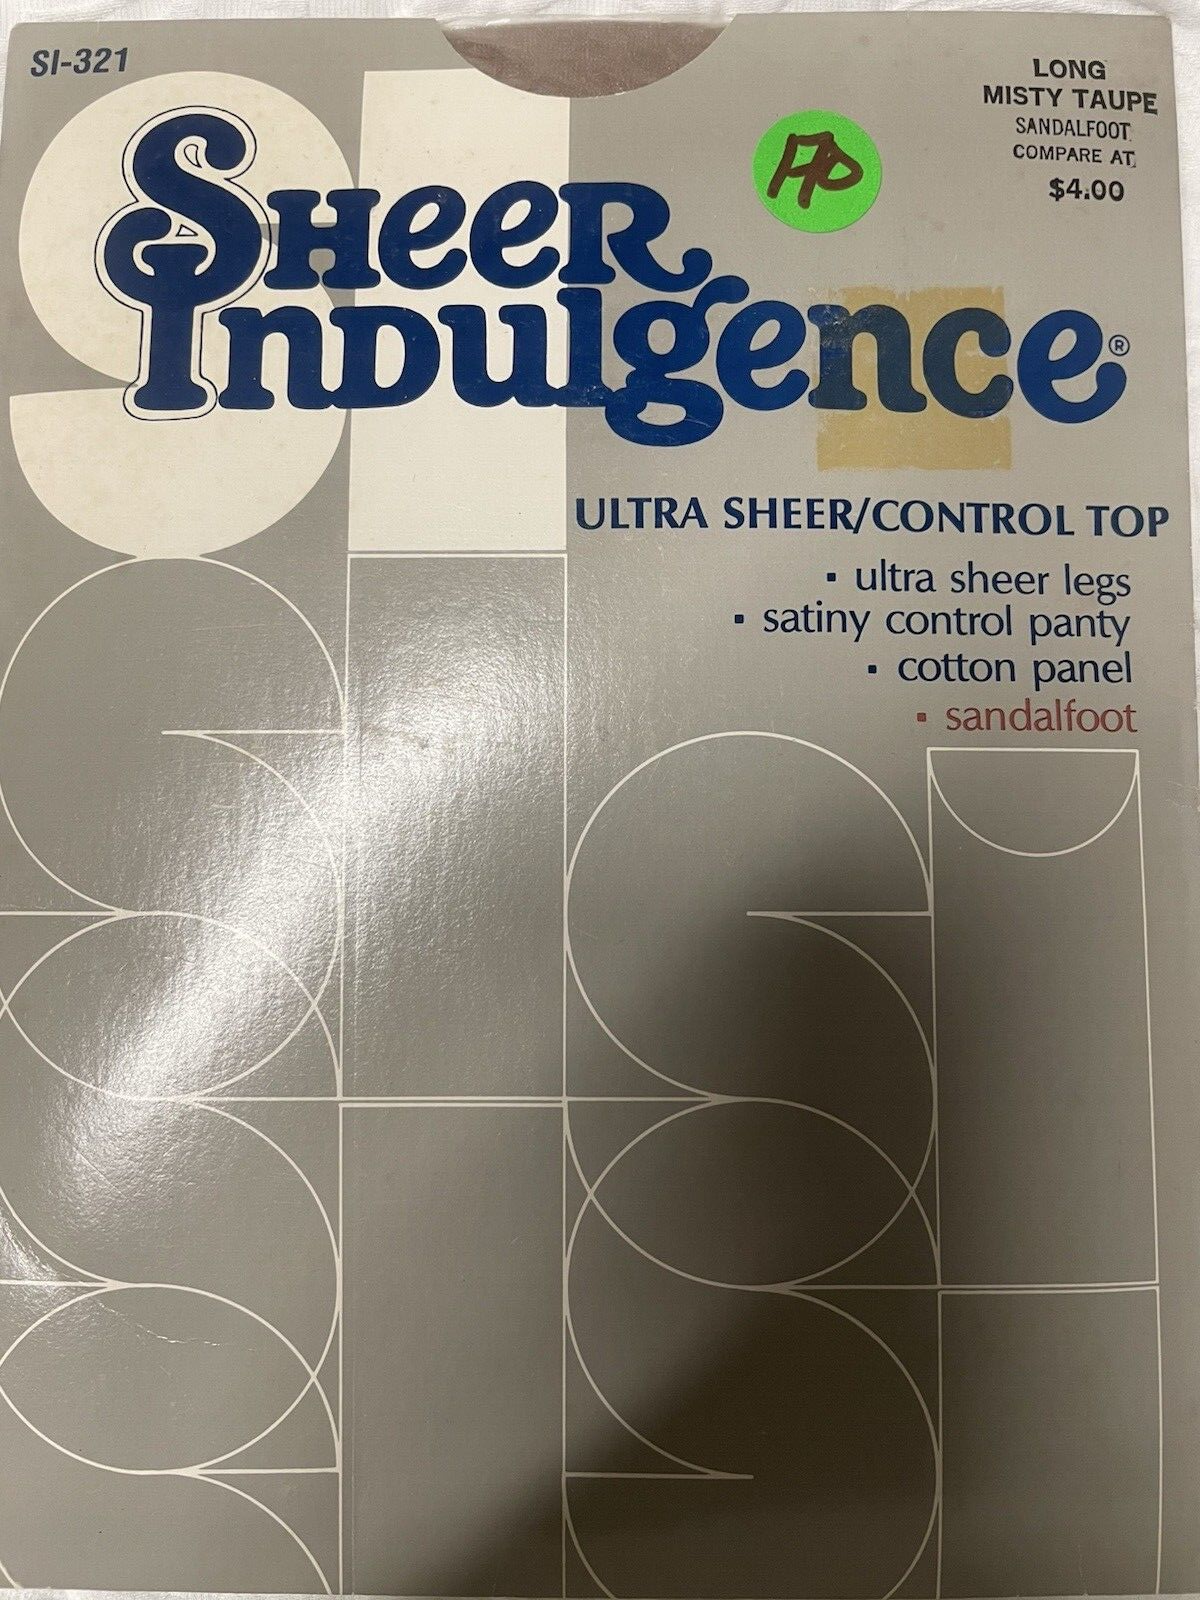 SI-321
LONG
MISTY TAUPE
SANDALFOOT
COMPARE AT
$4.00
SHeeR
INDulgence®
ULTRA SHEER/CONTROL TOP
▪ ultra sheer legs
▪ satiny control panty
▪ cotton panel
▪ sandalfoot